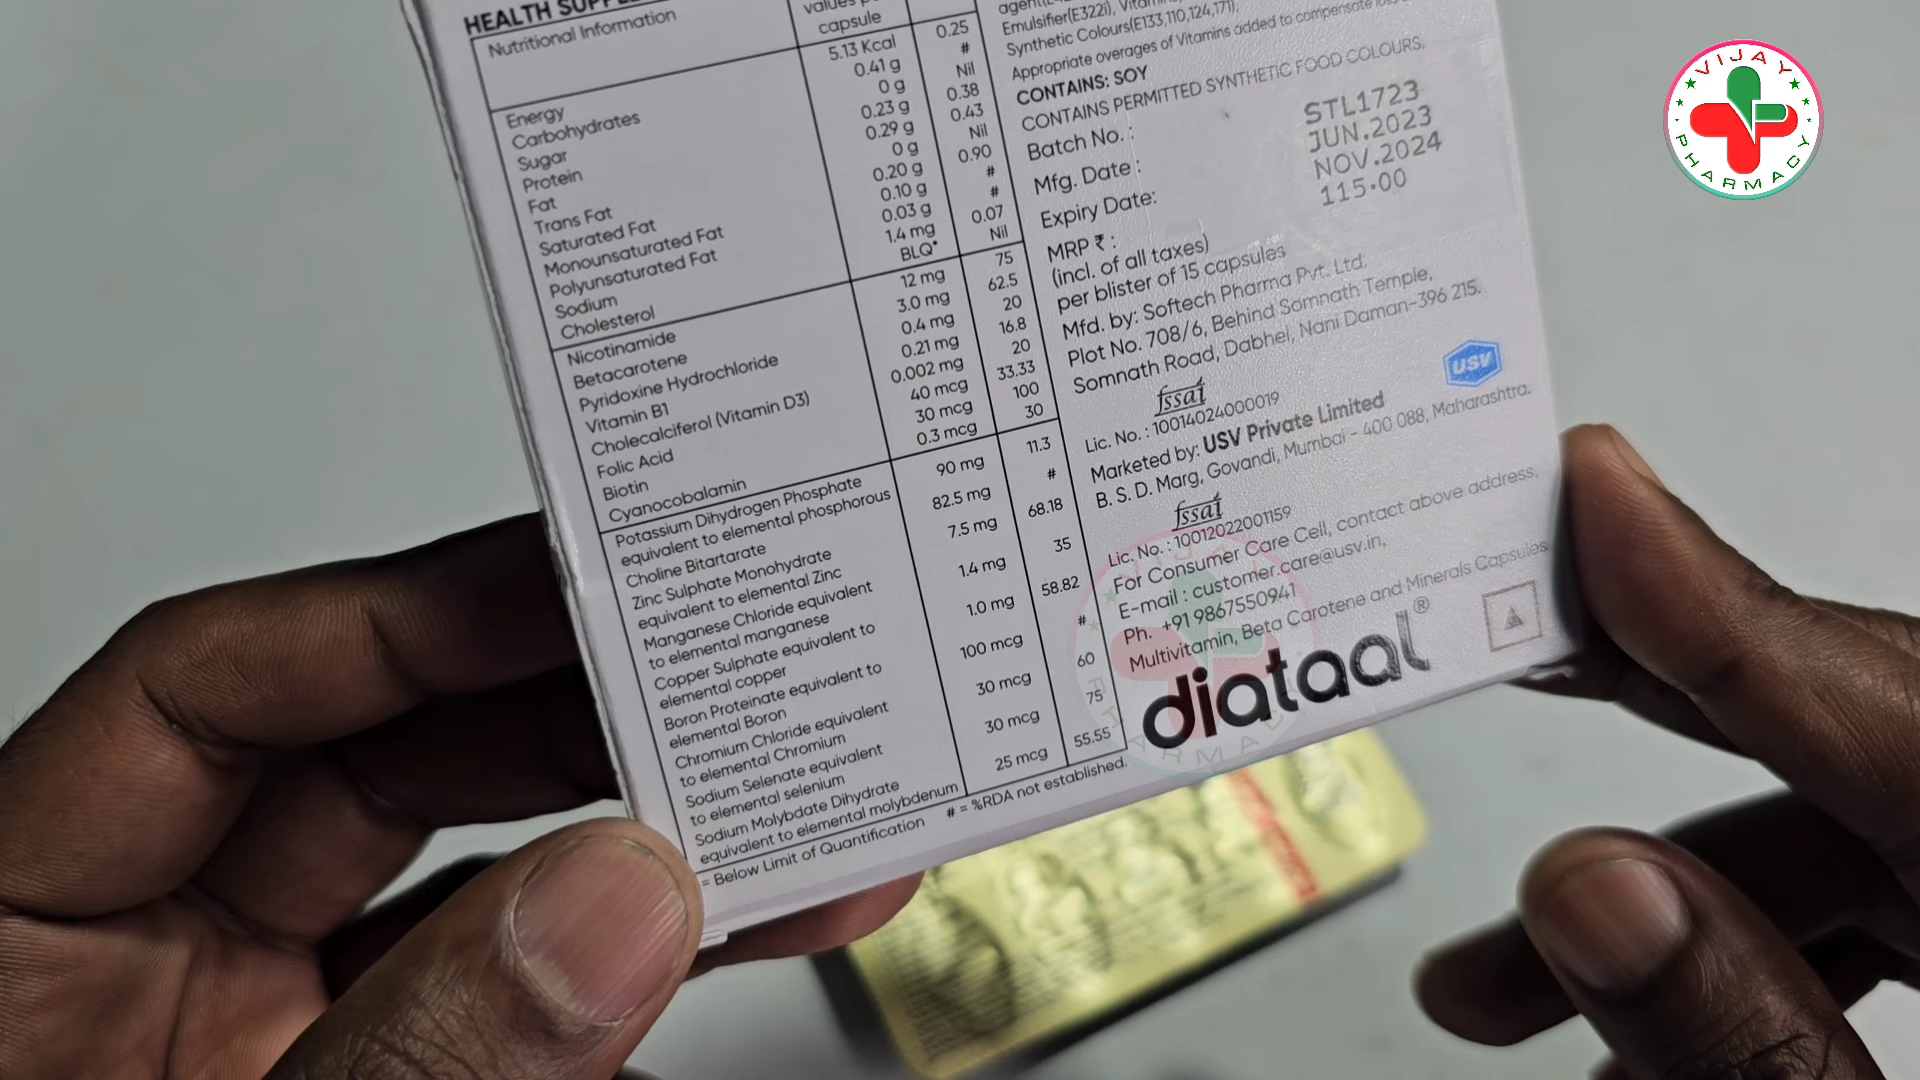 HEALTH
Nutritional Information
capsule
Energy 5.13 Kcal 0.25
Carbohydrates 0.41 g #
Sugar 0 g Nil
Protein 0.23 g 0.38
Fat 0.29 g 0.43
Trans Fat 0 g Nil
Saturated Fat 0.20 g 0.90
Monounsaturated Fat 0.10 g #
Polyunsaturated Fat 0.03 g #
Sodium 1.4 mg 0.07
Cholesterol BLQ* Nil
Nicotinamide 12 mg 75
Betacarotene 3.0 mg 62.5
Pyridoxine Hydrochloride 0.4 mg 20
Vitamin B1 0.21 mg 16.8
Cholecalciferol (Vitamin D3) 0.002 mg 20
Folic Acid 40 mcg 33.33
Biotin 30 mcg 100
Cyanocobalamin 0.3 mcg 30
Potassium Dihydrogen Phosphate
equivalent to elemental phosphorous 90 mg 11.3
Choline Bitartarate 82.5 mg #
Zinc Sulphate Monohydrate
equivalent to elemental Zinc 7.5 mg 68.18
Manganese Chloride equivalent
to elemental manganese 1.4 mg 35
Copper Sulphate equivalent to
elemental copper 1.0 mg 58.82
Boron Proteinate equivalent to
elemental Boron 100 mcg #
Chromium Chloride equivalent
to elemental Chromium 30 mcg 60
Sodium Selenate equivalent
to elemental selenium 30 mcg 75
Sodium Molybdate Dihydrate
equivalent to elemental molybdenum 25 mcg 55.55
= Below Limit of Quantification # = %RDA not established.
Emulsifier(E322i),
Synthetic Colours(E133,110,124,171),
Appropriate overages of Vitamins added to compensate
CONTAINS: SOY
CONTAINS PERMITTED SYNTHETIC FOOD COLOURS.
Batch No. : STL1723
Mfg. Date : JUN.2023
Expiry Date: NOV.2024
MRP ₹ : 115.00
(incl. of all taxes)
per blister of 15 capsules
Mfd. by: Softech Pharma Pvt. Ltd.
Plot No. 708/6, Behind Somnath Temple,
Somnath Road, Dabhel, Nani Daman-396 215.
fssai
Lic. No. : 10014024000019
USV
Marketed by: USV Private Limited
B. S. D. Marg, Govandi, Mumbai - 400 088, Maharashtra.
fssai
Lic. No. : 10012022001159
For Consumer Care Cell, contact above address,
E-mail : customer.care@usv.in,
Ph. +91 9867550941
Multivitamin, Beta Carotene and Minerals Capsules
diataal®
VIJAY
PHARMACY